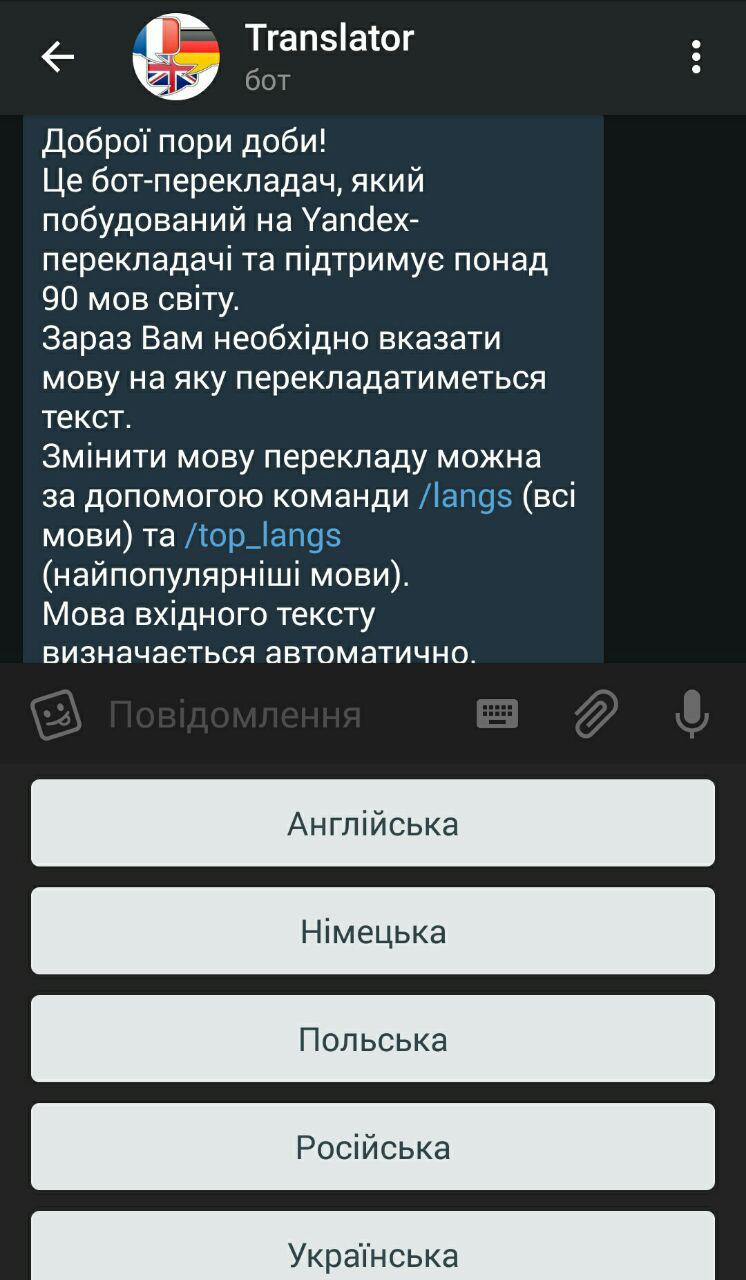 Translator
бот
Доброї пори доби!
Це бот-перекладач, який
побудований на Yandex-
перекладачі та підтримує понад
90 мов світу.
Зараз Вам необхідно вказати
мову на яку перекладатиметься
текст.
Змінити мову перекладу можна
за допомогою команди /langs (всі
мови) та /top_langs
(найпопулярніші мови).
Мова вхідного тексту
визначається автоматично.
Повідомлення
Англійська
Німецька
Польська
Російська
Українська